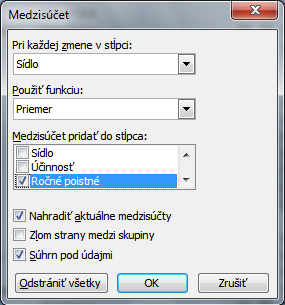 Medzisúčet
Pri každej zmene v stĺpci:
Sídlo
Použiť funkciu:
Priemer
Medzisúčet pridať do stĺpca:
Sídlo
Účinnosť
Ročné poistné
Nahradiť aktuálne medzisúčty
Zlom strany medzi skupiny
Súhrn pod údajmi
Odstrániť všetky
OK
Zrušiť